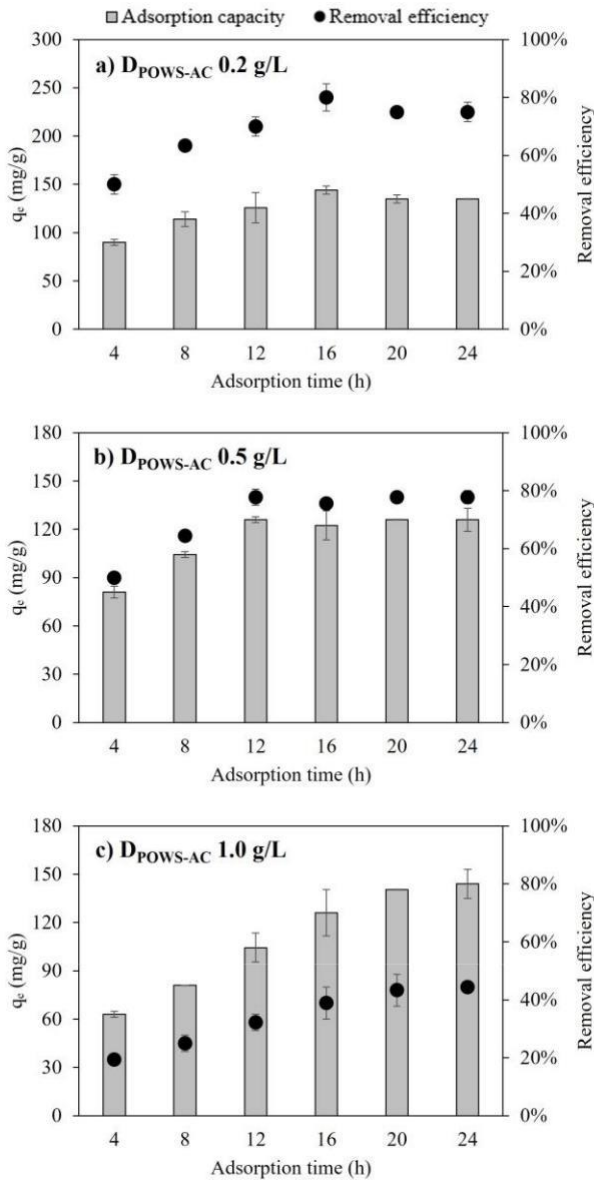 Adsorption capacity Removal efficiency
a) DPOWS-AC 0.2 g/L
300
250
200
150
100
50
0
qe (mg/g)
100%
80%
60%
40%
20%
0%
Removal efficiency
4 8 12 16 20 24
Adsorption time (h)
b) DPOWS-AC 0.5 g/L
180
150
120
90
60
30
0
qe (mg/g)
100%
80%
60%
40%
20%
0%
Removal efficiency
4 8 12 16 20 24
Adsorption time (h)
c) DPOWS-AC 1.0 g/L
180
150
120
90
60
30
0
qe (mg/g)
100%
80%
60%
40%
20%
0%
Removal efficiency
4 8 12 16 20 24
Adsorption time (h)